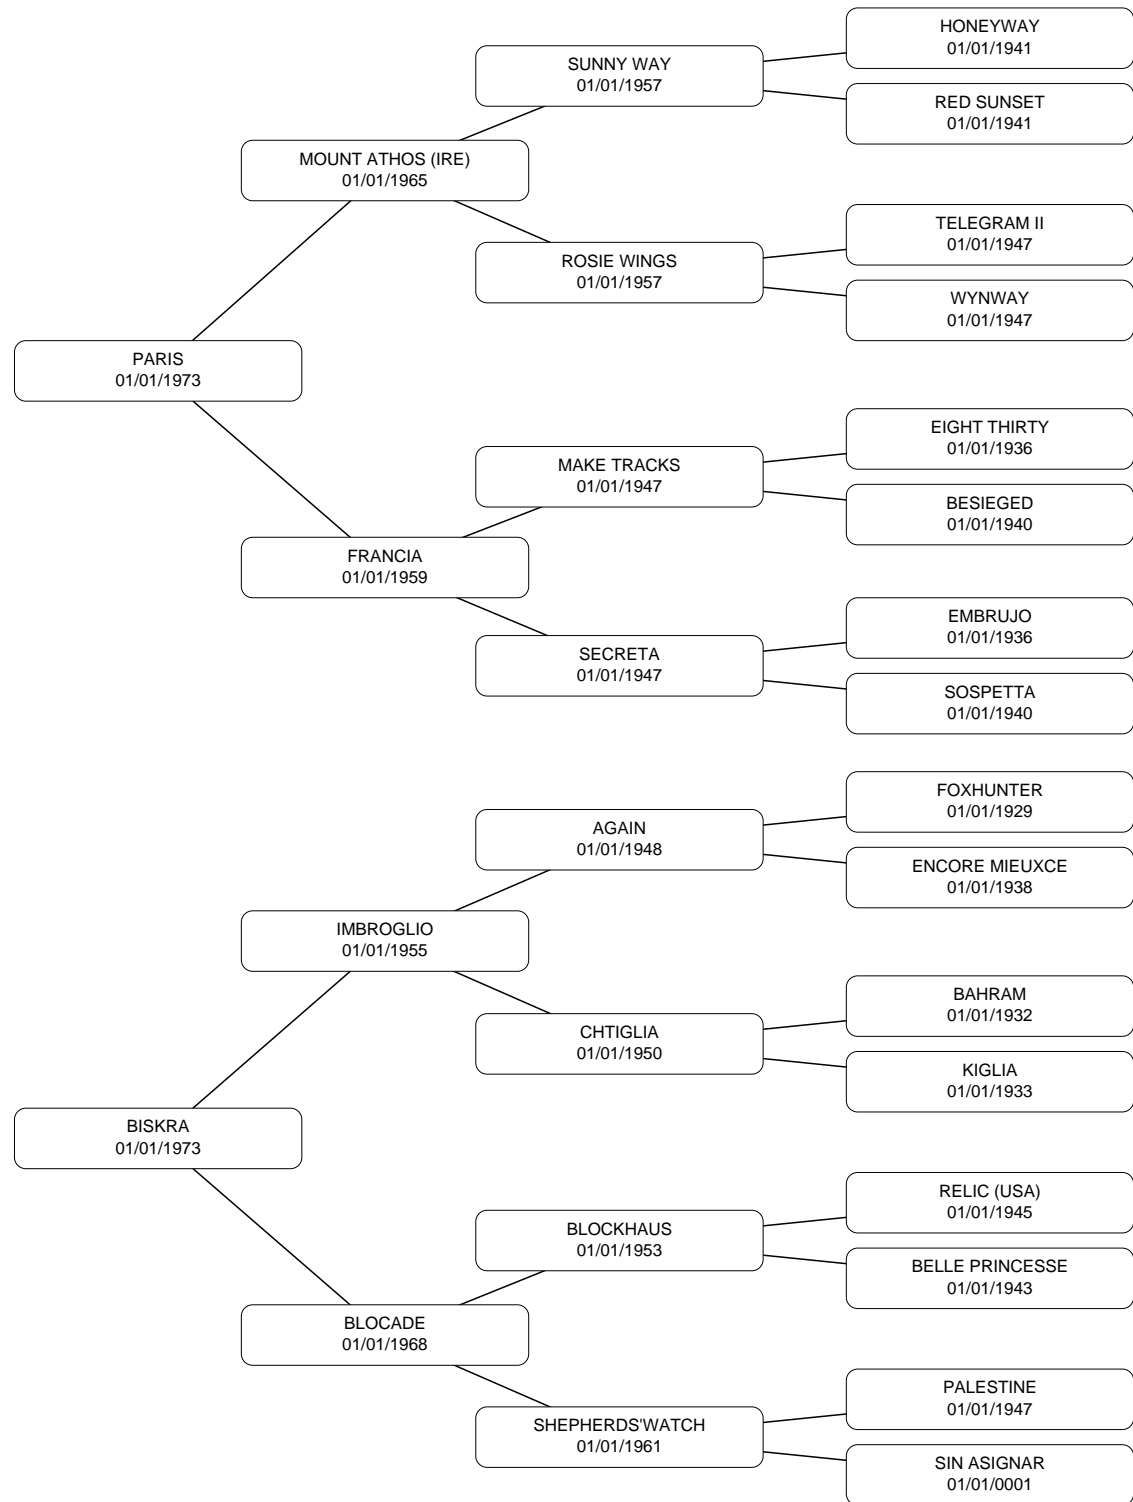 HONEYWAY
01/01/1941
SUNNY WAY
01/01/1957
RED SUNSET
01/01/1941
MOUNT ATHOS (IRE)
01/01/1965
TELEGRAM II
01/01/1947
ROSIE WINGS
01/01/1957
WYNWAY
01/01/1947
PARIS
01/01/1973
EIGHT THIRTY
01/01/1936
MAKE TRACKS
01/01/1947
BESIEGED
01/01/1940
FRANCIA
01/01/1959
EMBRUJO
01/01/1936
SECRETA
01/01/1947
SOSPETTA
01/01/1940
FOXHUNTER
01/01/1929
AGAIN
01/01/1948
ENCORE MIEUXCE
01/01/1938
IMBROGLIO
01/01/1955
BAHRAM
01/01/1932
CHTIGLIA
01/01/1950
KIGLIA
01/01/1933
BISKRA
01/01/1973
RELIC (USA)
01/01/1945
BLOCKHAUS
01/01/1953
BELLE PRINCESSE
01/01/1943
BLOCADE
01/01/1968
PALESTINE
01/01/1947
SHEPHERDS'WATCH
01/01/1961
SIN ASIGNAR
01/01/0001